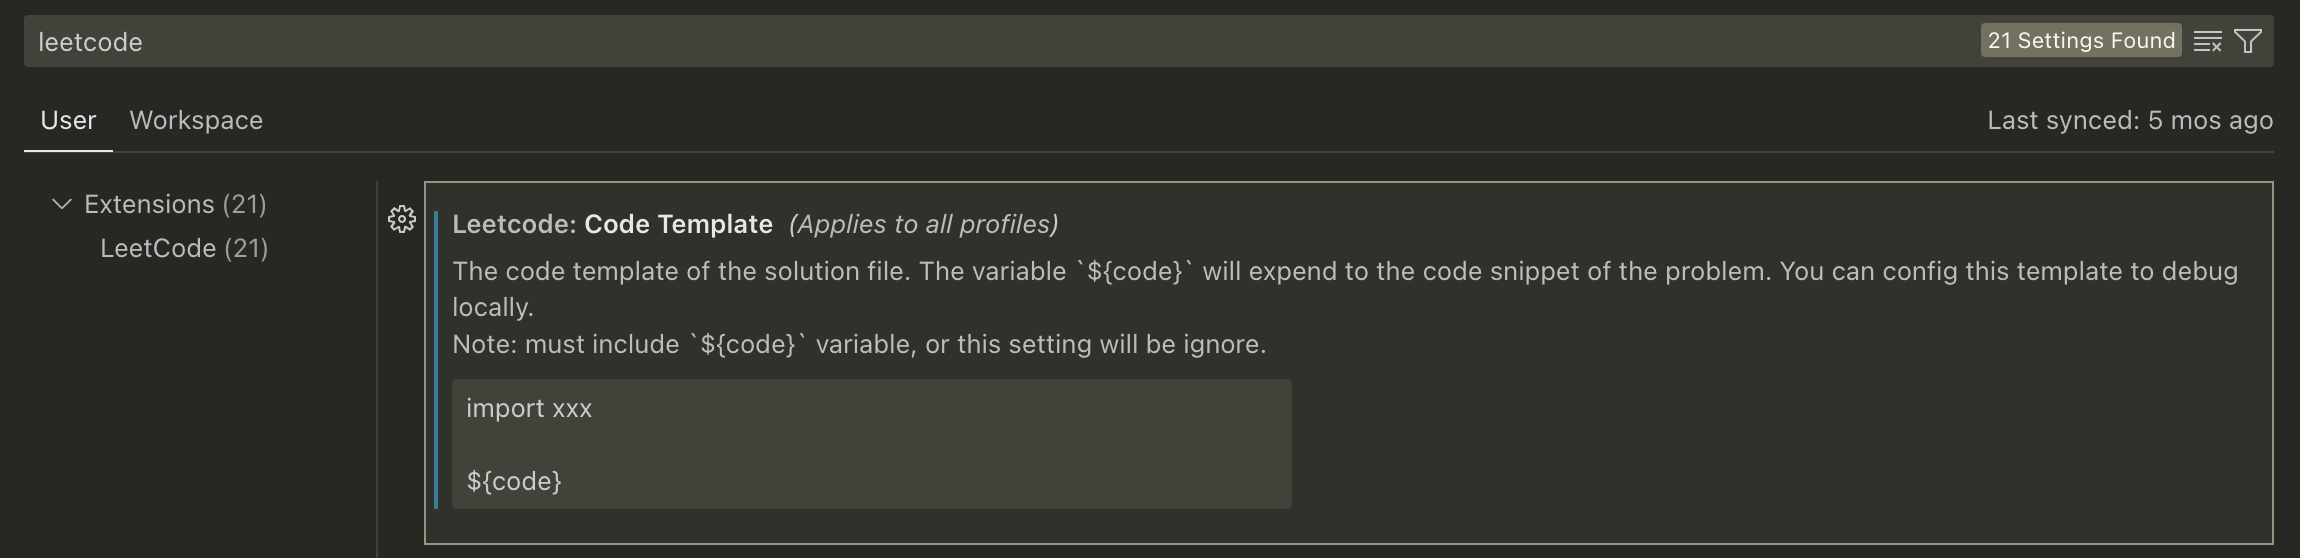 leetcode
21 Settings Found
User Workspace
Last synced: 5 mos ago
Extensions (21)
LeetCode (21)
Leetcode: Code Template (Applies to all profiles)
The code template of the solution file. The variable `${code}` will expend to the code snippet of the problem. You can config this template to debug
locally.
Note: must include `${code}` variable, or this setting will be ignore.
import xxx
${code}